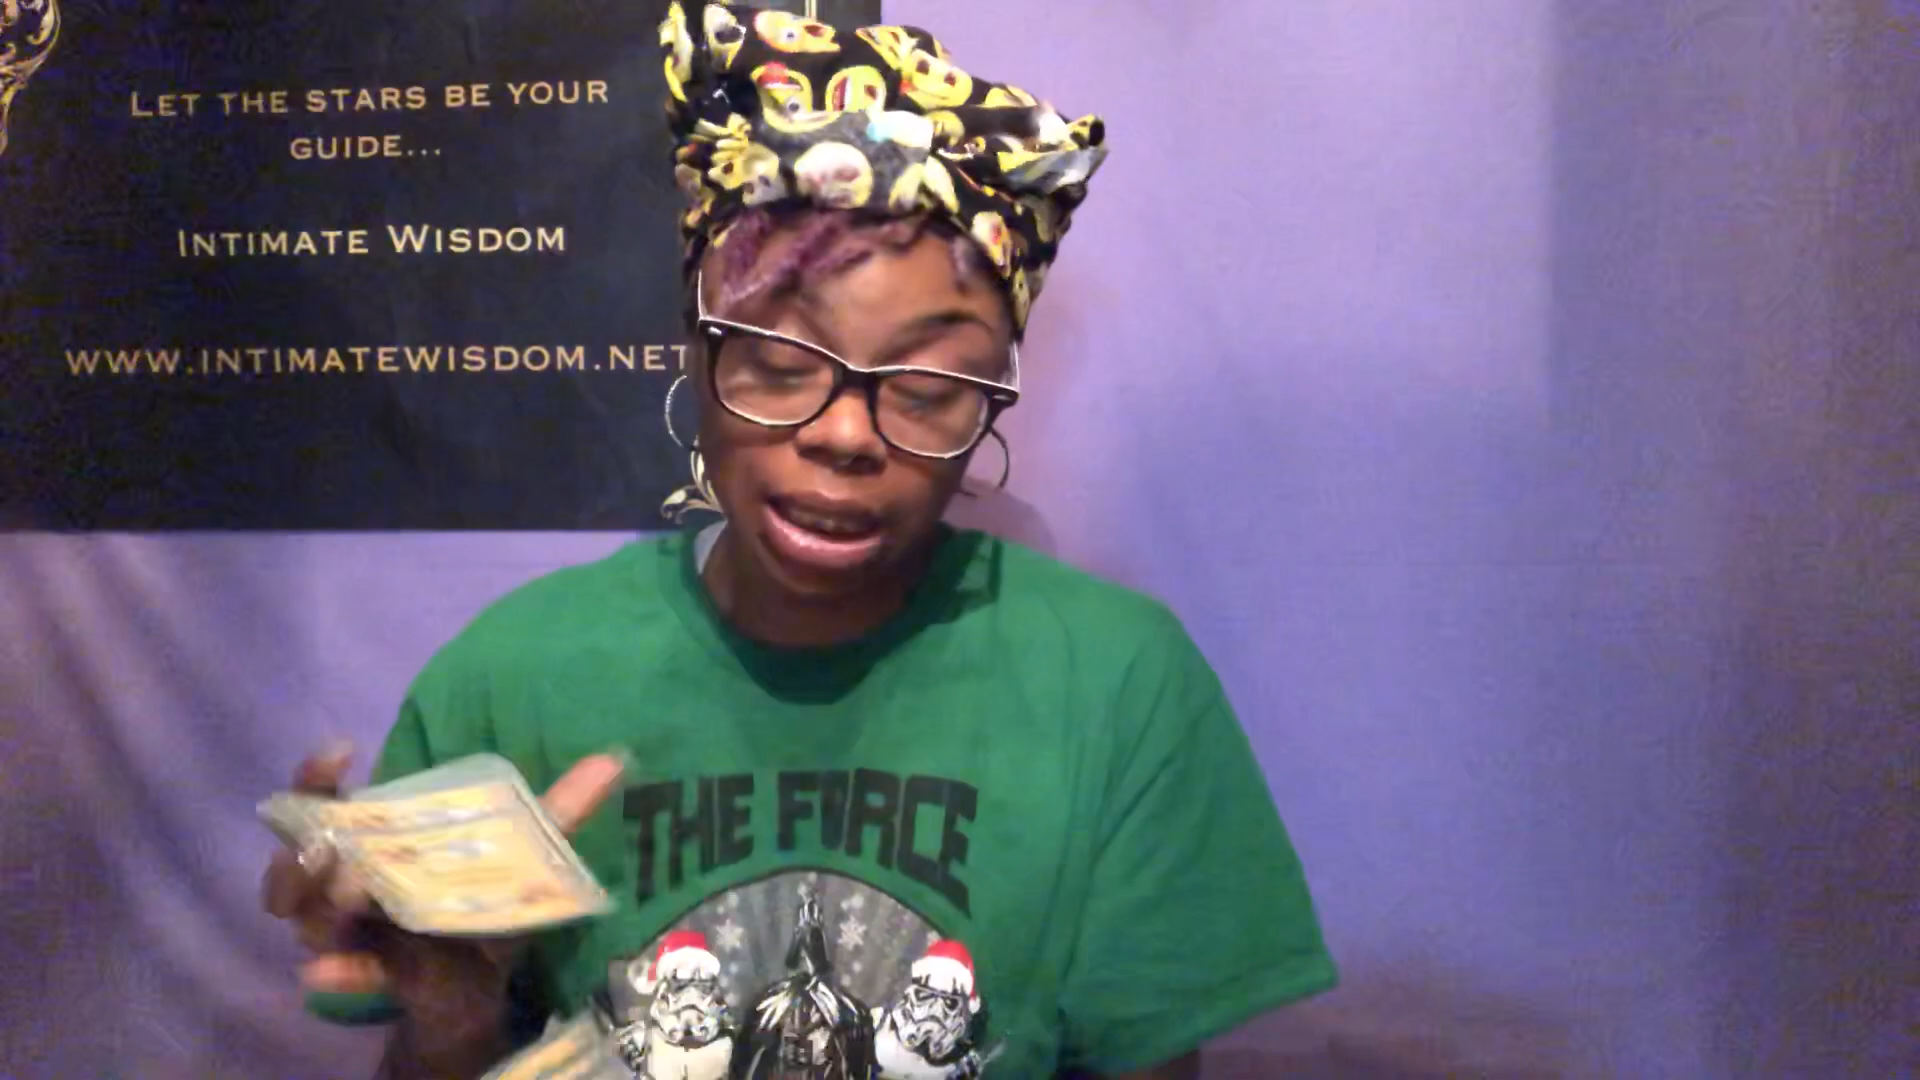 LET THE STARS BE YOUR
GUIDE...
INTIMATE WISDOM
WWW.INTIMATEWISDOM.NET
THE FORCE